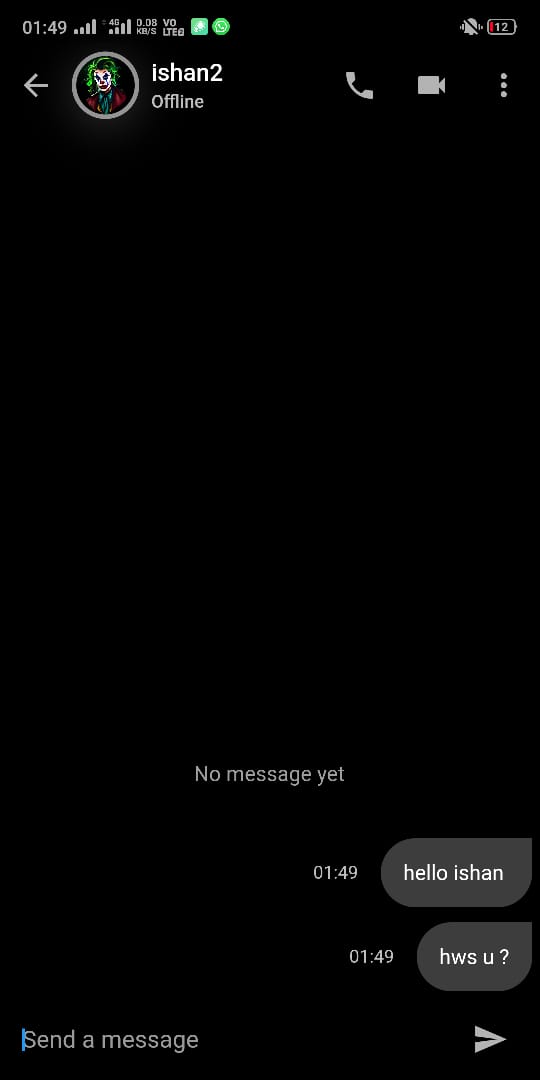 01:49 4G 0.08 KB/S VO LTE 12
ishan2
Offline
No message yet
01:49 hello ishan
01:49 hws u ?
Send a message